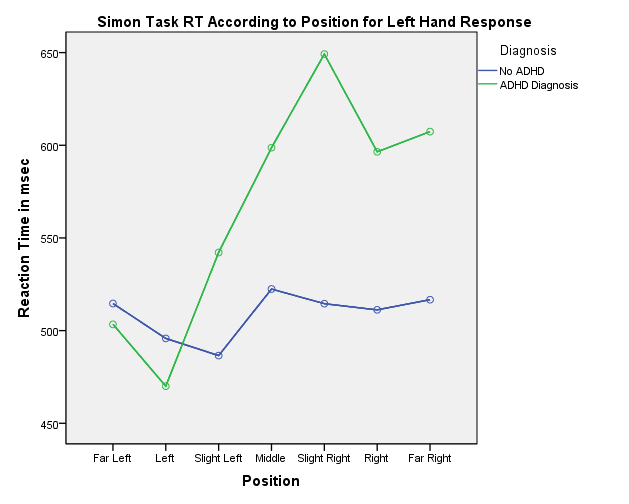 Simon Task RT According to Position for Left Hand Response
Diagnosis
No ADHD
ADHD Diagnosis
Reaction Time in msec
650
600
550
500
450
Far Left Left Slight Left Middle Slight Right Right Far Right
Position